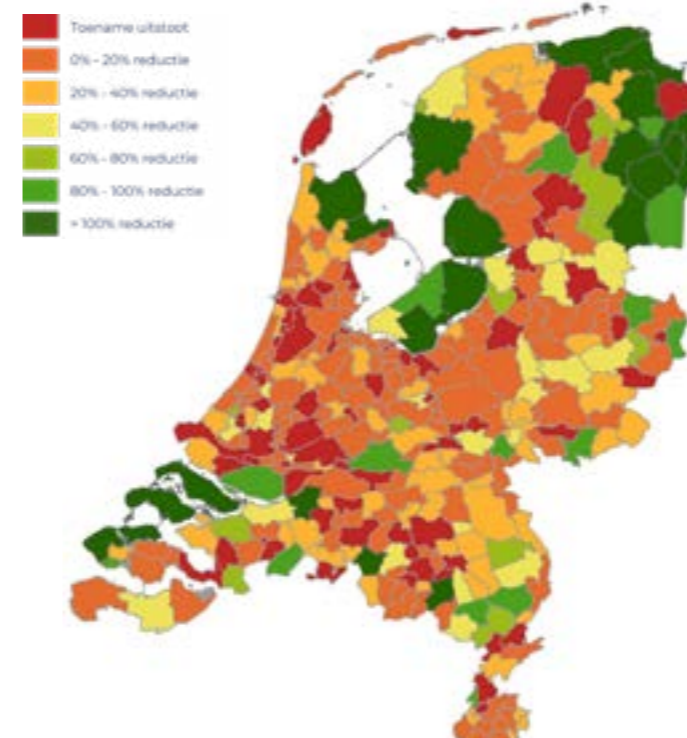 Toename uitstoot
0% - 20% reductie
20% - 40% reductie
40% - 60% reductie
60% - 80% reductie
80% - 100% reductie
> 100% reductie